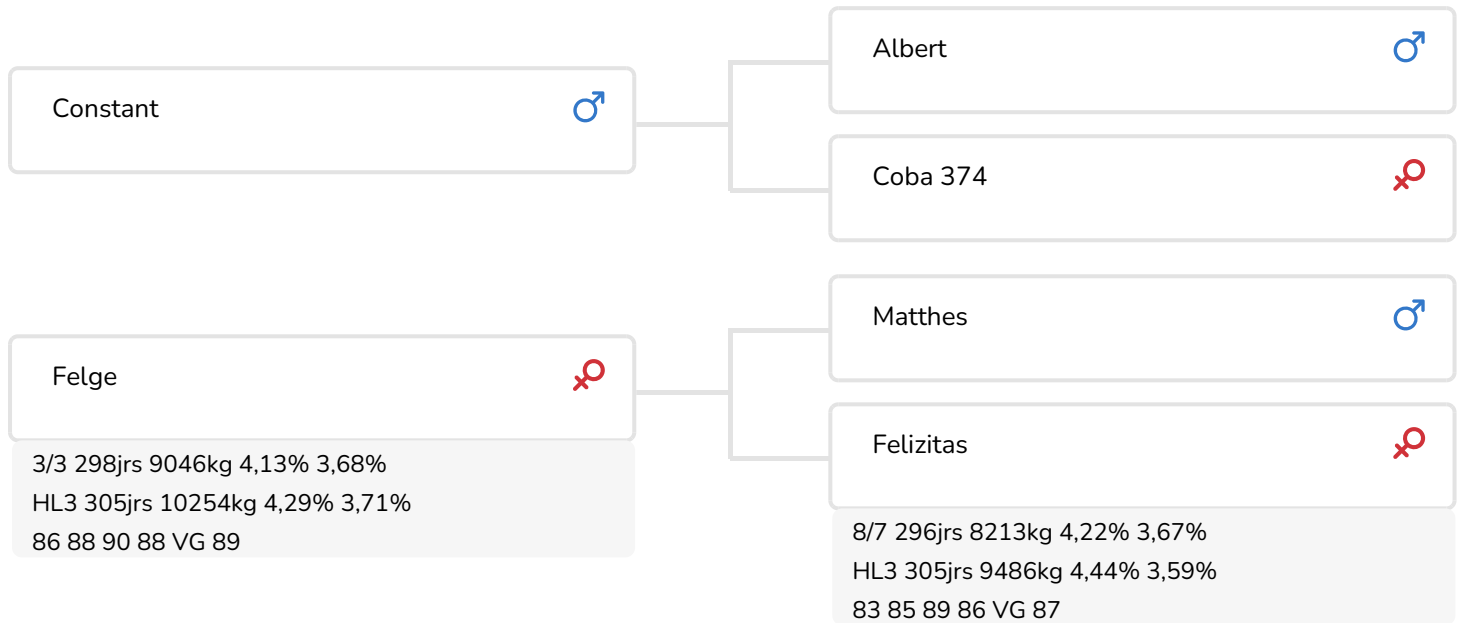 Constant
Albert
Coba 374
Felge
3/3 298jrs 9046kg 4,13% 3,68%
HL3 305jrs 10254kg 4,29% 3,71%
86 88 90 88 VG 89
Matthes
Felizitas
8/7 296jrs 8213kg 4,22% 3,67%
HL3 305jrs 9486kg 4,44% 3,59%
83 85 89 86 VG 87